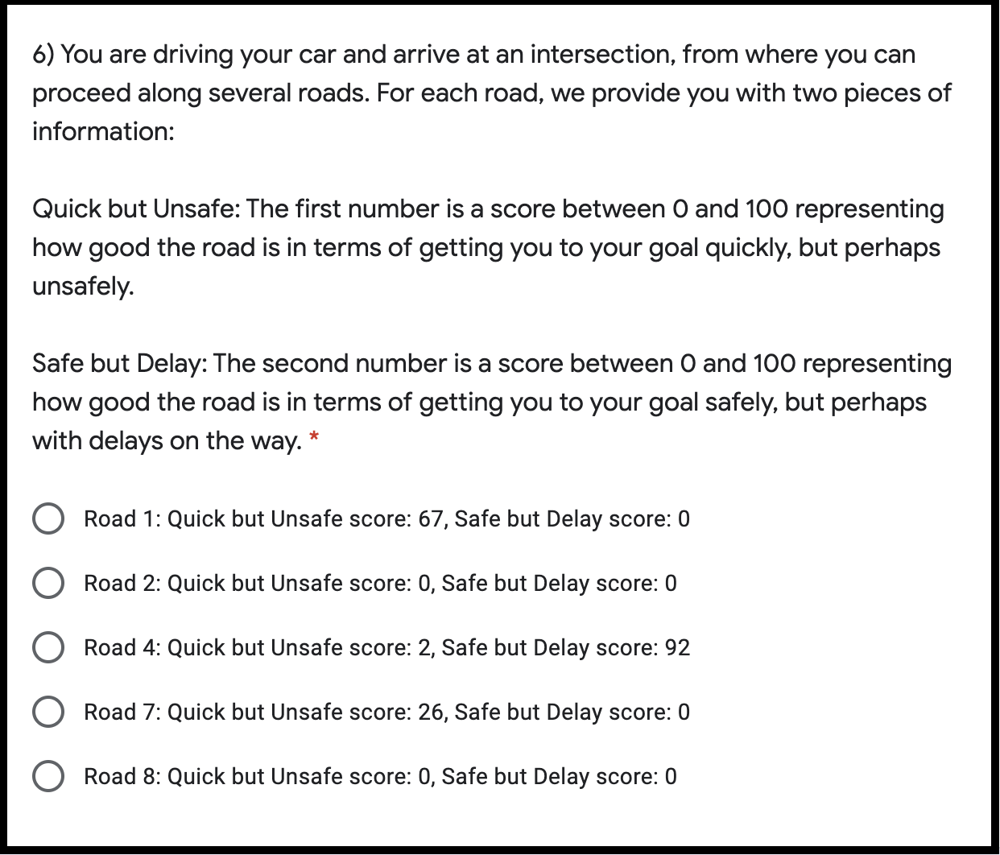 6) You are driving your car and arrive at an intersection, from where you can
proceed along several roads. For each road, we provide you with two pieces of
information:
Quick but Unsafe: The first number is a score between 0 and 100 representing
how good the road is in terms of getting you to your goal quickly, but perhaps
unsafely.
Safe but Delay: The second number is a score between 0 and 100 representing
how good the road is in terms of getting you to your goal safely, but perhaps
with delays on the way. *
Road 1: Quick but Unsafe score: 67, Safe but Delay score: 0
Road 2: Quick but Unsafe score: 0, Safe but Delay score: 0
Road 4: Quick but Unsafe score: 2, Safe but Delay score: 92
Road 7: Quick but Unsafe score: 26, Safe but Delay score: 0
Road 8: Quick but Unsafe score: 0, Safe but Delay score: 0